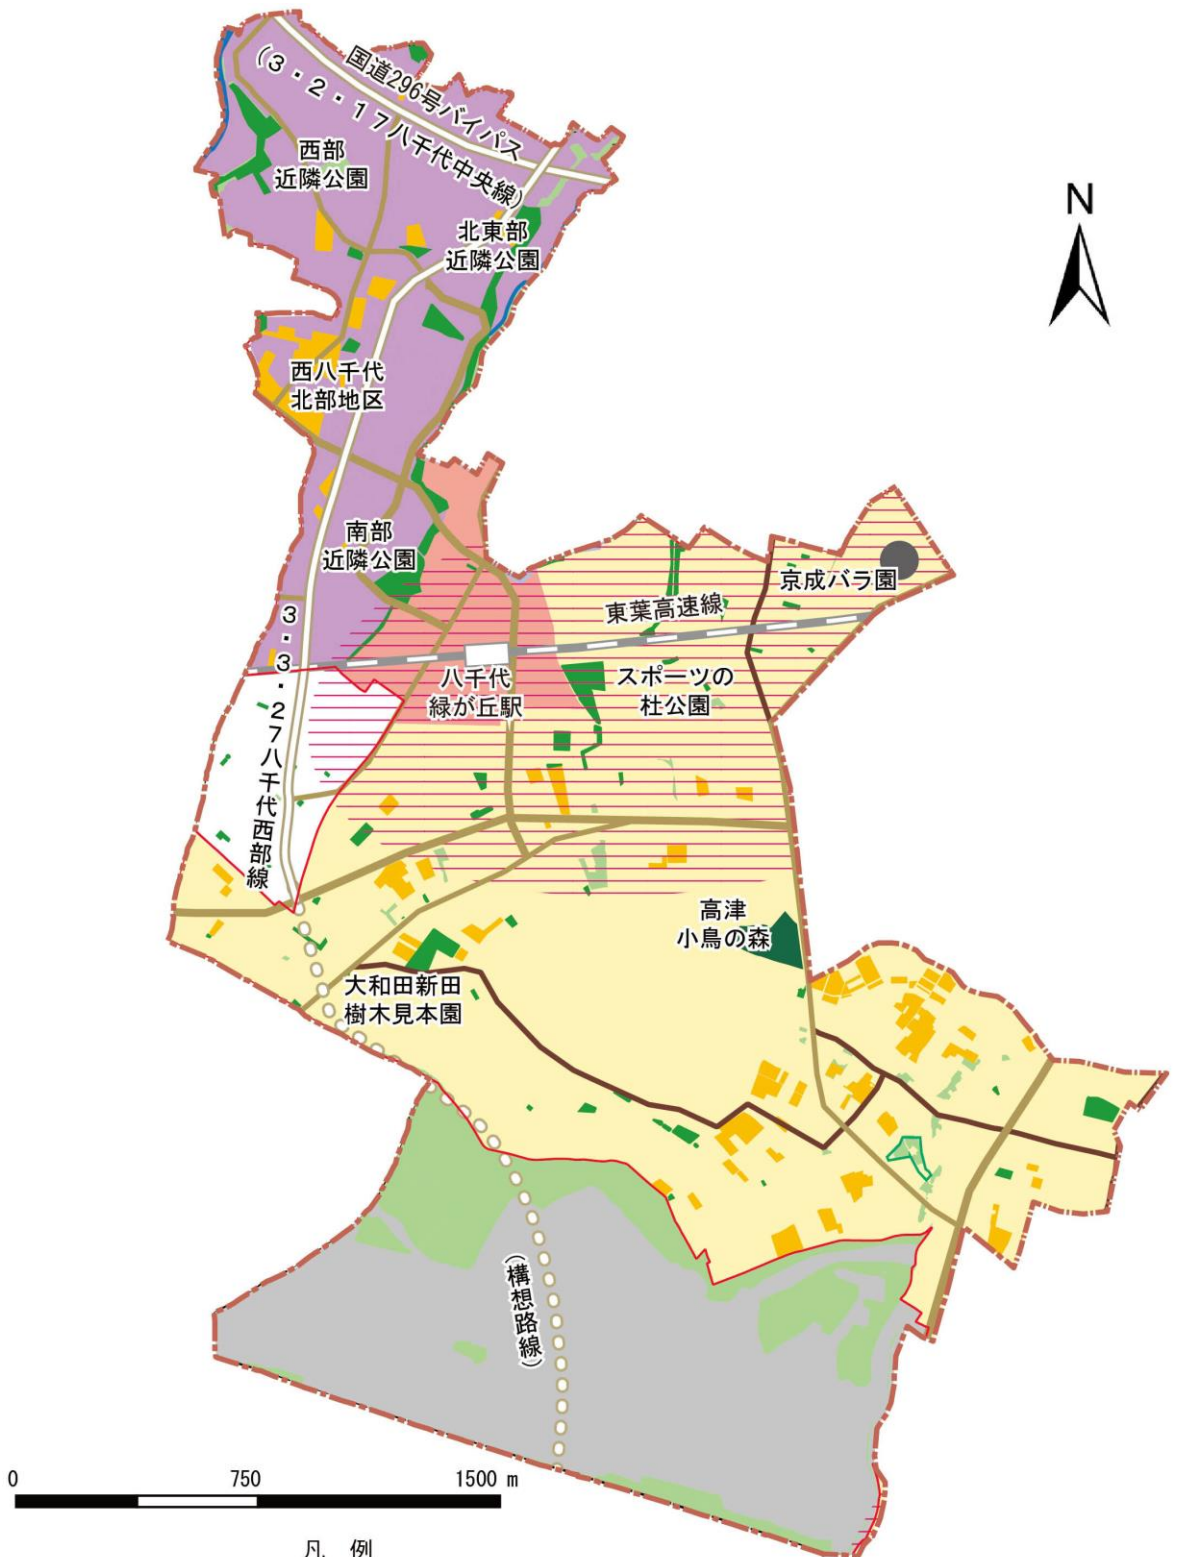 国道296号バイパス
(3・2・17八千代中央線)
西部
近隣公園
北東部
近隣公園
N
西八千代
北部地区
南部
近隣公園
京成バラ園
東葉高速線
八千代
緑が丘駅
スポーツの
杜公園
3・3・27八千代西部線
高津
小鳥の森
大和田新田
樹木見本園
(構想路線)
0 750 1500 m
凡 例